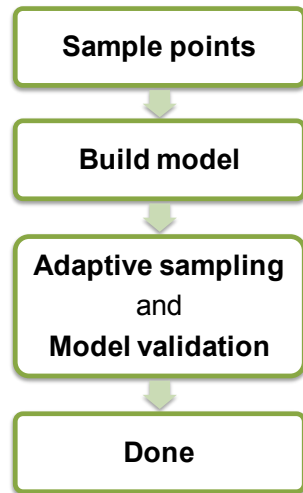 Sample points
Build model
Adaptive sampling
and
Model validation
Done